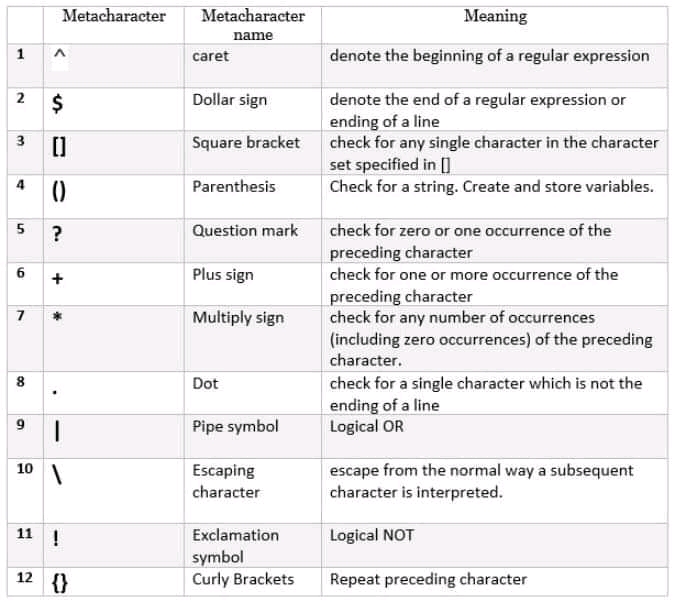 Metacharacter Metacharacter name Meaning
1 ^ caret denote the beginning of a regular expression
2 $ Dollar sign denote the end of a regular expression or
ending of a line
3 [] Square bracket check for any single character in the character
set specified in []
4 () Parenthesis Check for a string. Create and store variables.
5 ? Question mark check for zero or one occurrence of the
preceding character
6 + Plus sign check for one or more occurrence of the
preceding character
7 * Multiply sign check for any number of occurrences
(including zero occurrences) of the preceding
character.
8 . Dot check for a single character which is not the
ending of a line
9 | Pipe symbol Logical OR
10 \ Escaping character escape from the normal way a subsequent
character is interpreted.
11 ! Exclamation symbol Logical NOT
12 {} Curly Brackets Repeat preceding character